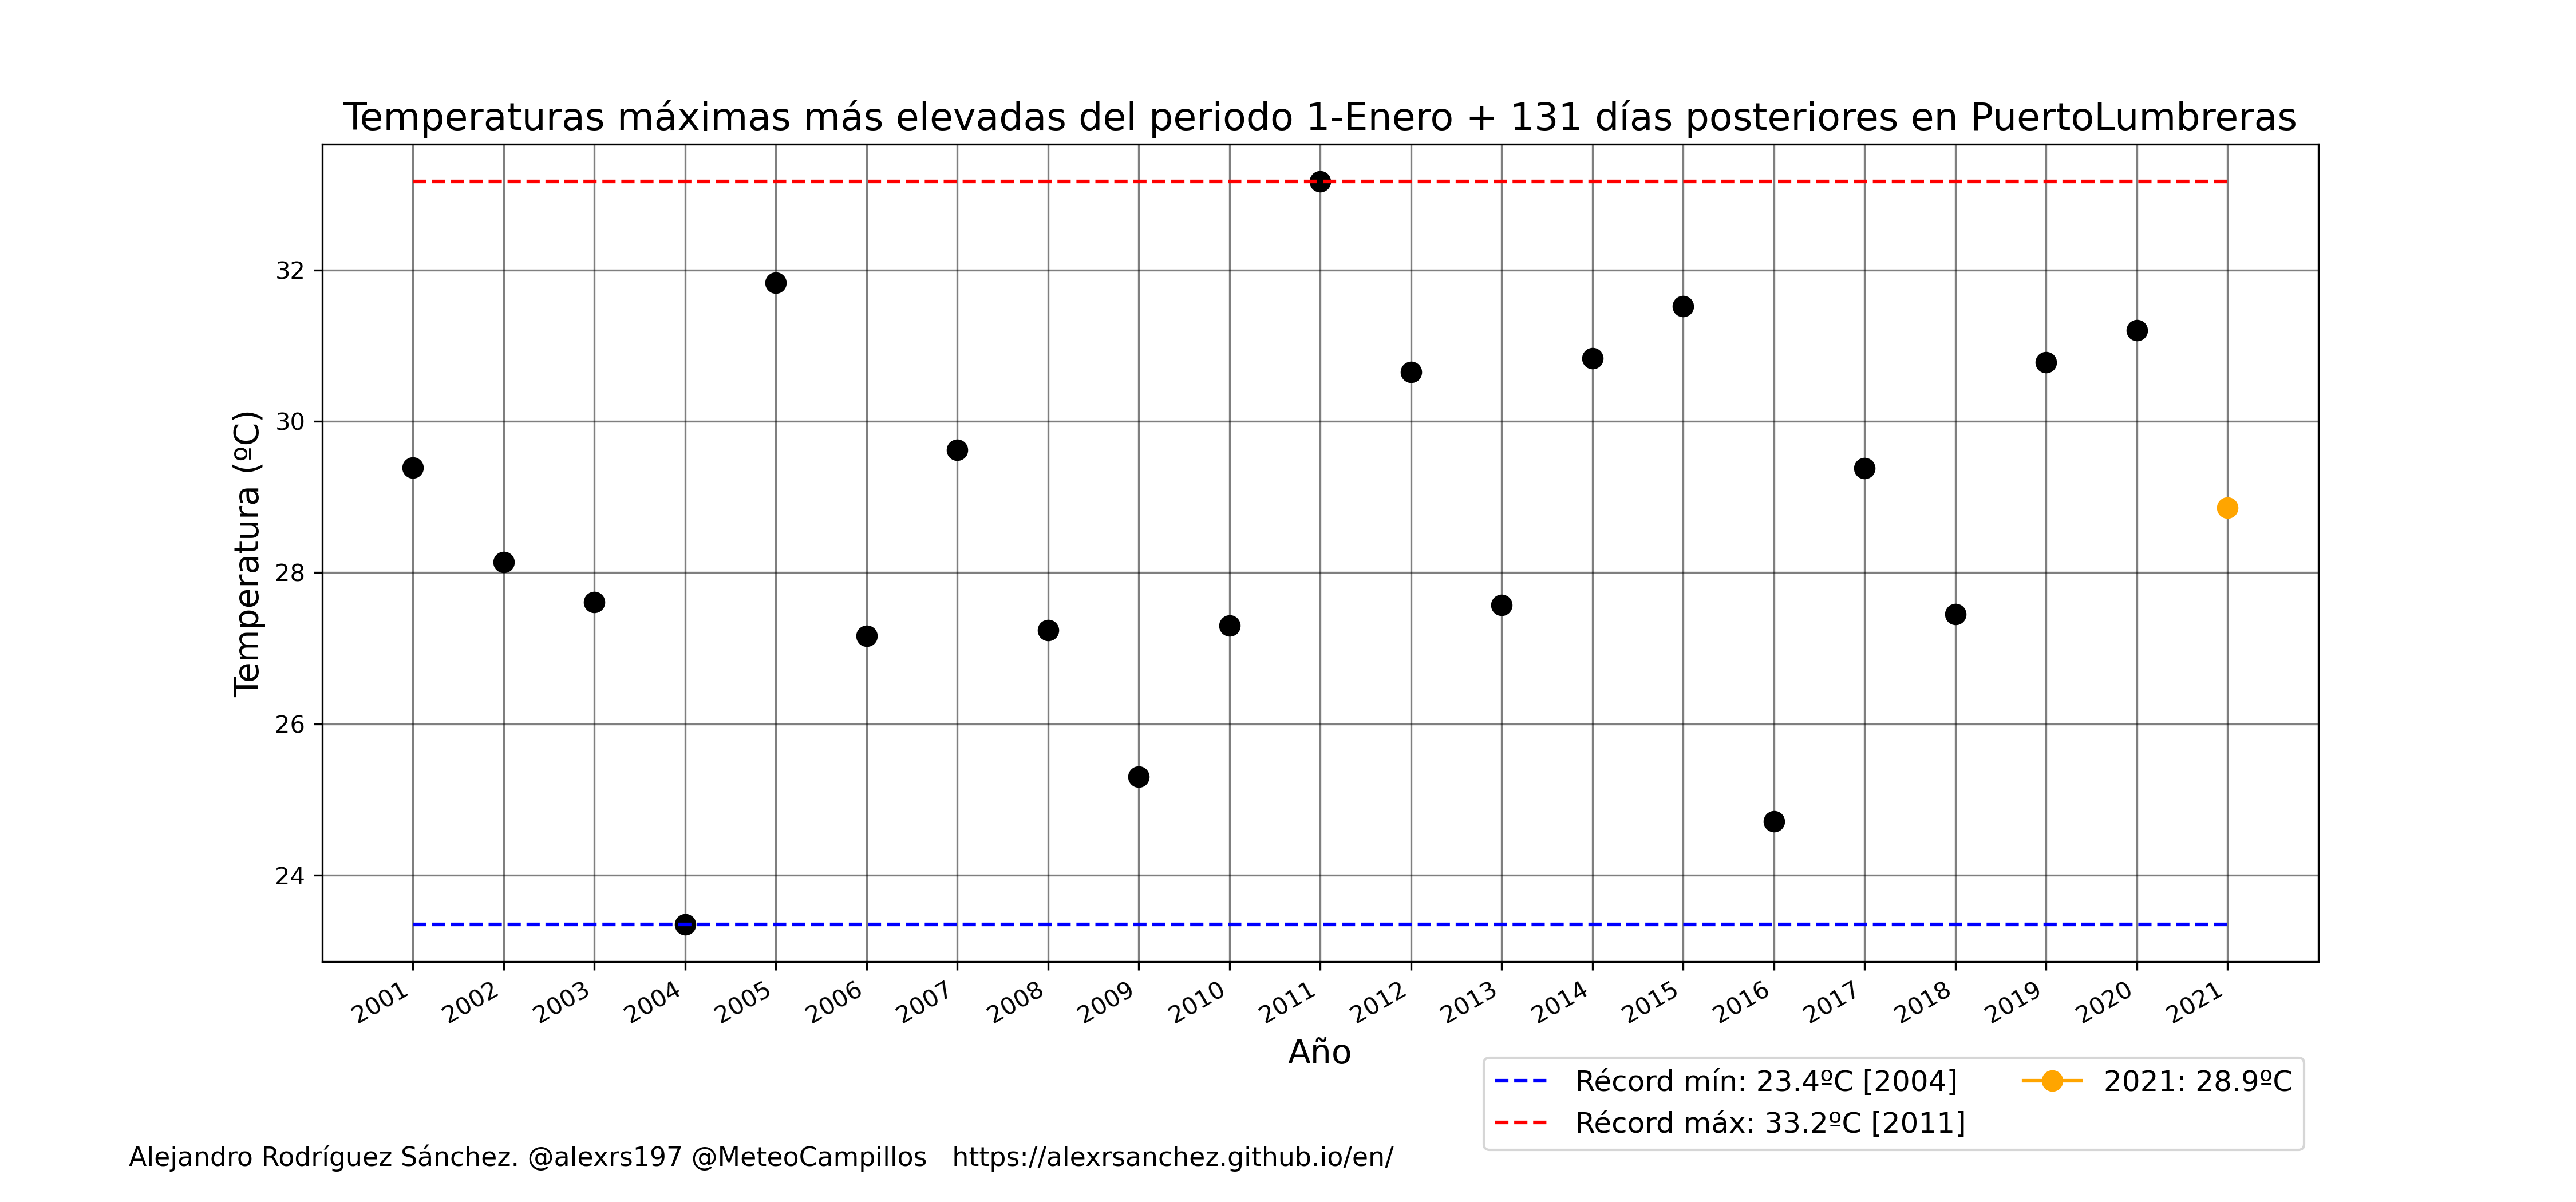 Temperaturas máximas más elevadas del periodo 1-Enero + 131 días posteriores en PuertoLumbreras
Temperatura (ºC)
32
30
28
26
24
2001 2002 2003 2004 2005 2006 2007 2008 2009 2010 2011 2012 2013 2014 2015 2016 2017 2018 2019 2020 2021
Año
Récord mín: 23.4ºC [2004]
Récord máx: 33.2ºC [2011]
2021: 28.9ºC
Alejandro Rodríguez Sánchez. @alexrs197 @MeteoCampillos https://alexrsanchez.github.io/en/